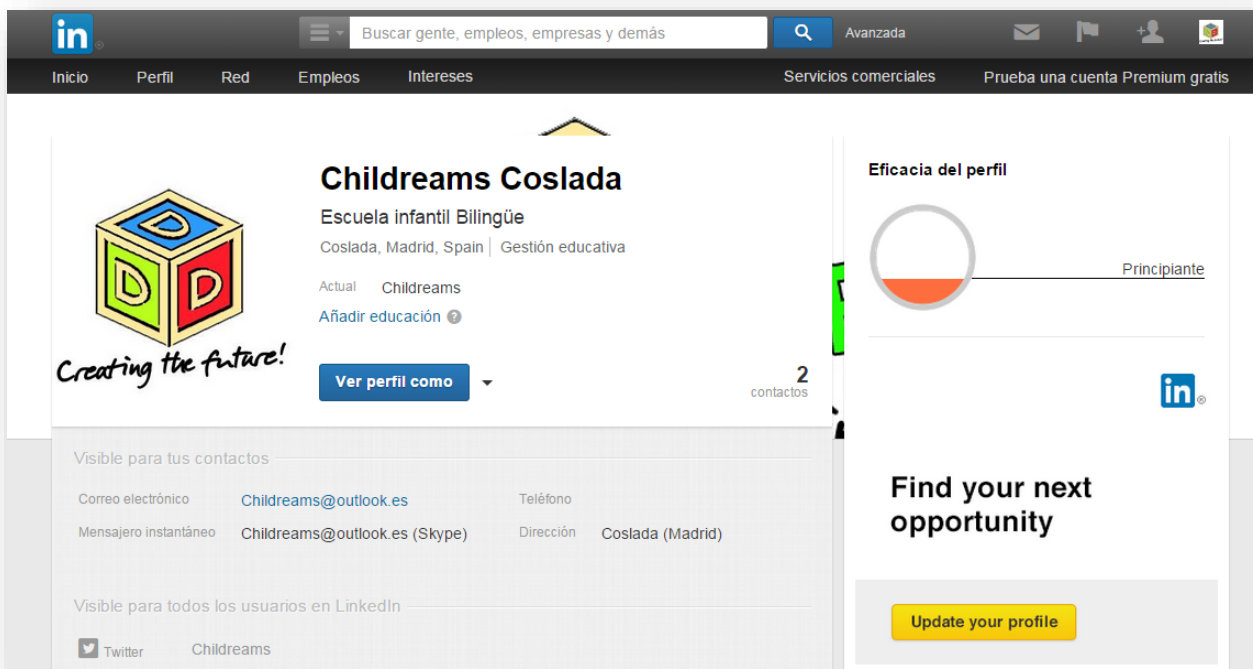 in
Buscar gente, empleos, empresas y demás
Avanzada
Inicio Perfil Red Empleos Intereses Servicios comerciales Prueba una cuenta Premium gratis
D D D
Creating the future!
Childreams Coslada
Escuela infantil Bilingüe
Coslada, Madrid, Spain | Gestión educativa
Actual Childreams
Añadir educación ?
Ver perfil como
2
contactos
Visible para tus contactos
Correo electrónico Childreams@outlook.es Teléfono
Mensajero instantáneo Childreams@outlook.es (Skype) Dirección Coslada (Madrid)
Visible para todos los usuarios en LinkedIn
Twitter Childreams
Eficacia del perfil
Principiante
in®
Find your next
opportunity
Update your profile